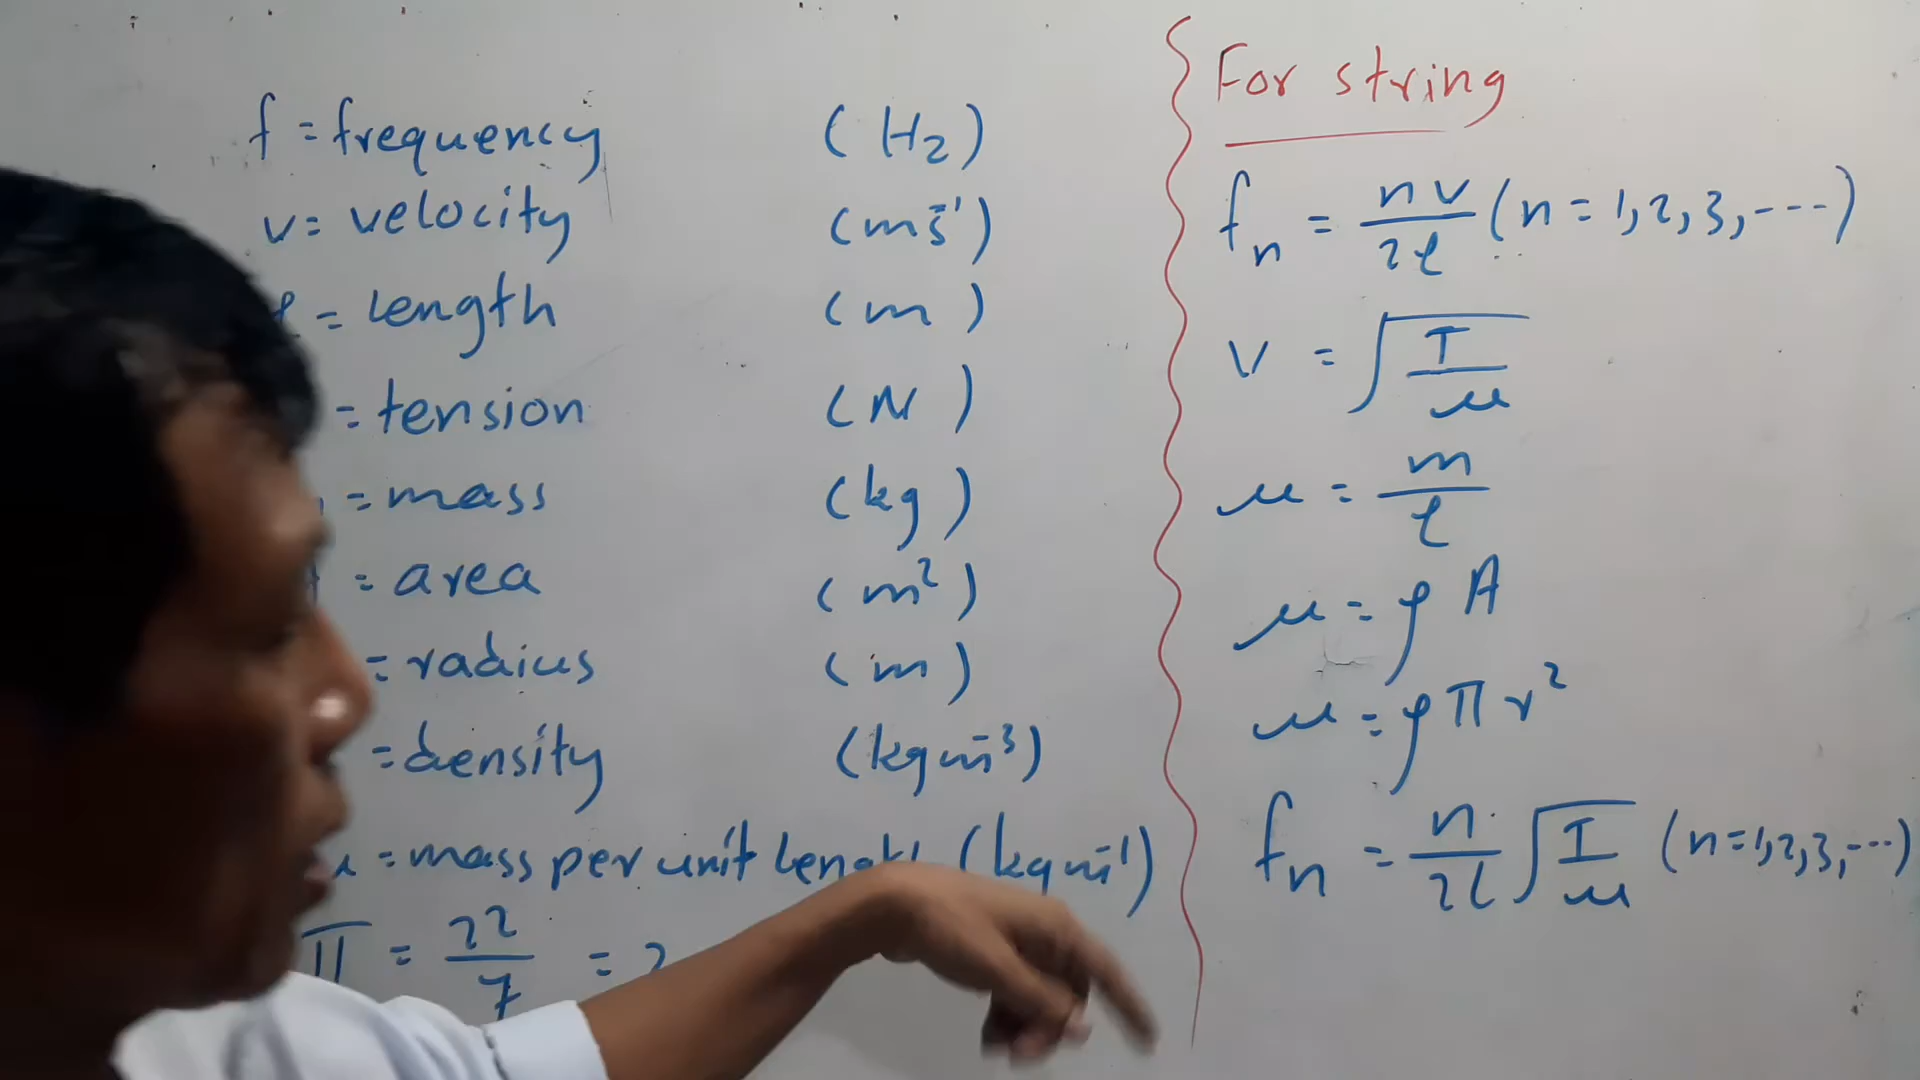 f = frequency (Hz)
v = velocity (ms⁻¹)
ℓ = length (m)
= tension (N)
= mass (kg)
= area (m²)
= radius (m)
= density (kgm⁻³)
μ = mass per unit length (kgm⁻¹)
π = 22/7 = 3
For string
fₙ = nv/2ℓ (n = 1, 2, 3, ----)
v = √(T/μ)
μ = m/ℓ
μ = ρ A
μ = ρ π r²
fₙ = n/2l √(T/μ) (n=1,2,3,----)